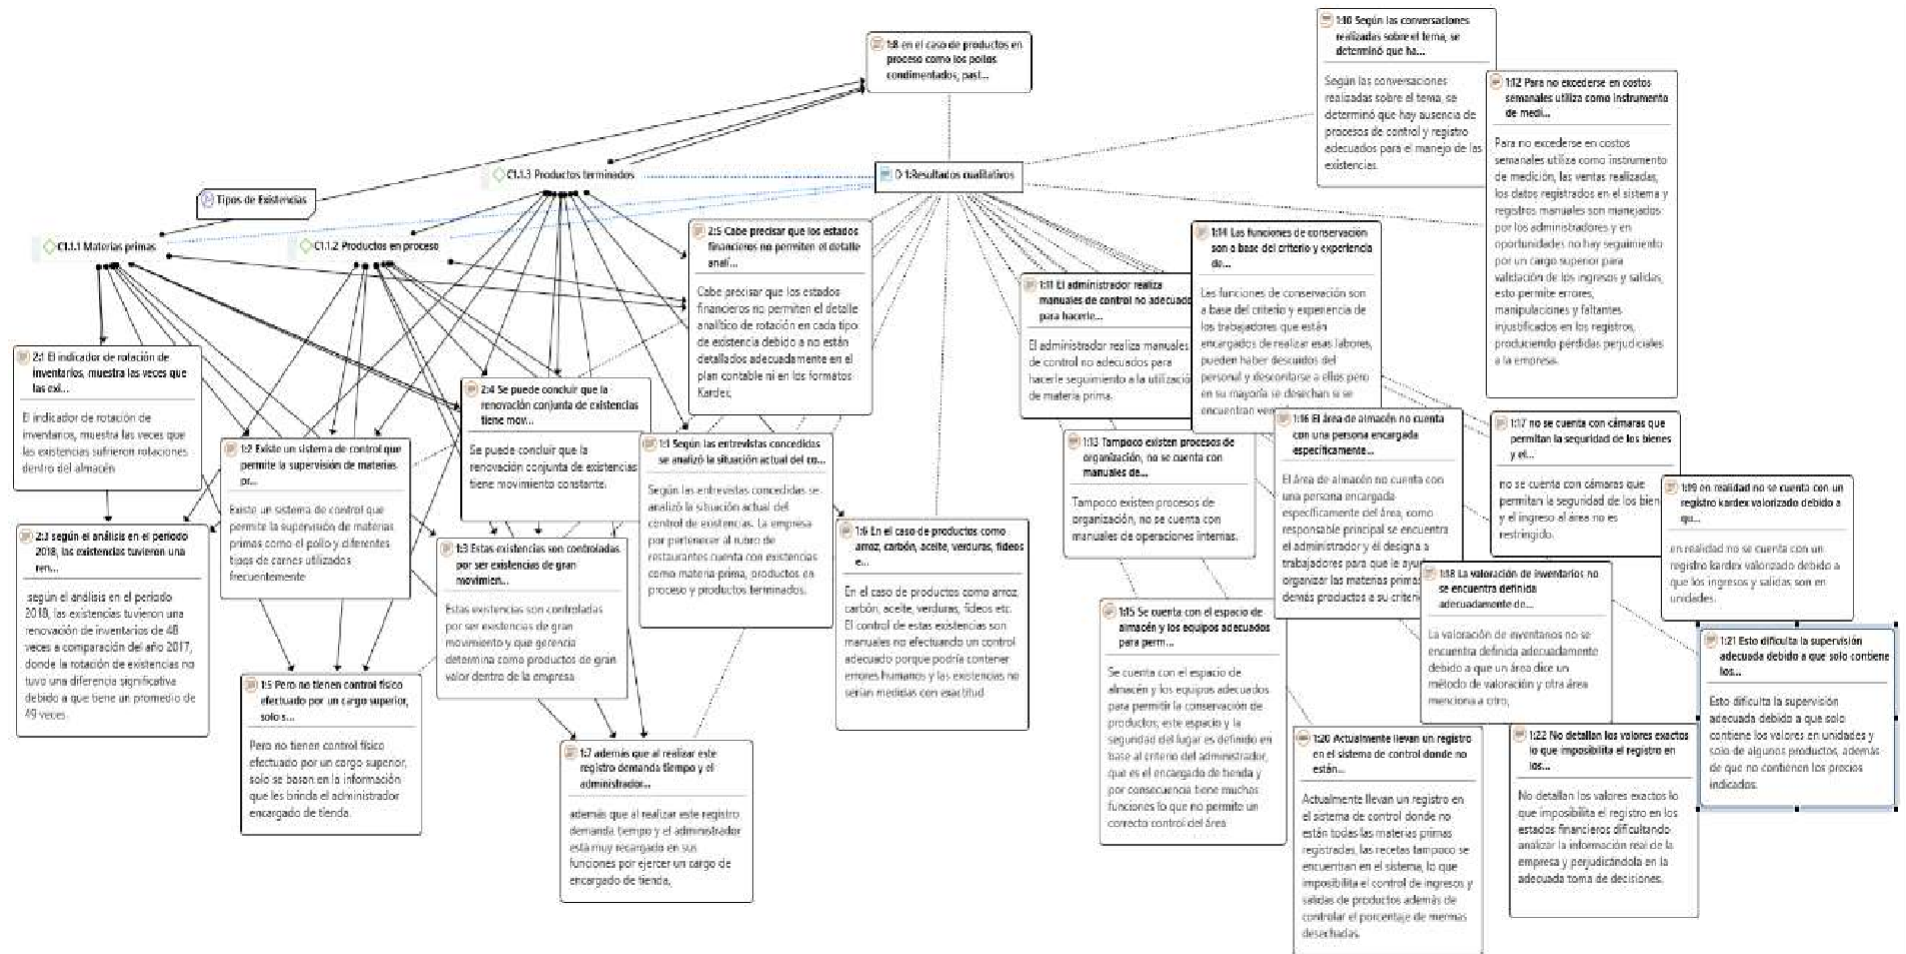 1:8 en el caso de productos en
proceso como los pollos
condimentados, past...
1:10 Según las conversaciones
realizadas sobre el tema, se
determinó que ha...
Según las conversaciones
realizadas sobre el tema, se
determinó que hay ausencia de
procesos de control y registro
adecuados para el manejo de las
existencias.
1:12 Para no excederse en costos
semanales utiliza como instrumento
de medi...
Para no excederse en costos
semanales utiliza como instrumento
de medición, las ventas realizadas,
los datos registrados en el sistema y
registros manuales son manejados
por los administradores y en
oportunidades no hay seguimiento
por un cargo superior para
validación de los ingresos y salidas,
esto permite errores,
manipulaciones y faltantes
injustificados en los registros,
produciendo pérdidas perjudiciales
a la empresa.
C1.1.3 Productos terminados
D 1:Resultados cualitativos
Tipos de Existencias
C1.1.1 Materias primas
C1.1.2 Productos en proceso
2:5 Cabe precisar que los estados
financieros no permiten el detalle
analí...
Cabe precisar que los estados
financieros no permiten el detalle
analítico de rotación en cada tipo
de existencia debido a no están
detallados adecuadamente en el
plan contable ni en los formatos
Kardex.
1:11 El administrador realiza
manuales de control no adecuado
para hacerle...
El administrador realiza manuales
de control no adecuados para
hacerle seguimiento a la utilizació
de materia prima.
1:14 Las funciones de conservación
son a base del criterio y experiencia
de...
Las funciones de conservación son
a base del criterio y experiencia de
los trabajadores que están
encargados de realizar esas labores,
pueden haber descuidos del
personal y descontarse a ellos pero
en su mayoría se desechan si se
encuentran
2:1 El indicador de rotación de
inventarios, muestra las veces que
las exi...
El indicador de rotación de
inventarios, muestra las veces que
las existencias sufrieron rotaciones
dentro del almacén
1:2 Existe un sistema de control que
permite la supervisión de materias
pr...
Existe un sistema de control que
permite la supervisión de materias
primas como el pollo y diferentes
tipos de carnes utilizados
frecuentemente
2:4 Se puede concluir que la
renovación conjunta de existencias
tiene mov...
Se puede concluir que la
renovación conjunta de existencias
tiene movimiento constante.
1:1 Según las entrevistas concedidas
se analizó la situación actual del co...
Según las entrevistas concedidas se
analizó la situación actual del
control de existencias. La empresa
por pertenecer al rubro de
restaurantes cuenta con existencias
como materia prima, productos en
proceso y productos terminados.
2:3 según el análisis en el periodo
2018, las existencias tuvieron una
ren...
según el análisis en el periodo
2018, las existencias tuvieron una
renovación de inventarios de 48
veces a comparación del año 2017,
donde la rotación de existencias no
tuvo una diferencia significativa
debido a que tiene un promedio de
49 veces.
1:3 Estas existencias son controladas
por ser existencias de gran
movimien...
Estas existencias son controladas
por ser existencias de gran
movimiento y que gerencia
determina como productos de gran
valor dentro de la empresa
1:6 En el caso de productos como
arroz, carbón, aceite, verduras, fideos
e...
En el caso de productos como arroz,
carbón, aceite, verduras, fideos etc.
El control de estas existencias son
manuales no efectuando un control
adecuado porque podría contener
errores humanos y las existencias no
serían medidas con exactitud
1:5 Pero no tienen control físico
efectuado por un cargo superior,
solo s...
Pero no tienen control físico
efectuado por un cargo superior,
solo se basan en la información
que les brinda el administrador
encargado de tienda.
1:7 además que al realizar este
registro demanda tiempo y el
administrador...
además que al realizar este registro
demanda tiempo y el administrador
está muy recargado en sus
funciones por ejercer un cargo de
encargado de tienda.
1:13 Tampoco existen procesos de
organización, no se cuenta con
manuales de...
Tampoco existen procesos de
organización, no se cuenta con
manuales de operaciones internas.
1:16 El área de almacén no cuenta
con una persona encargada
específicamente...
El área de almacén no cuenta con
una persona encargada
específicamente del área, como
responsable principal se encuentra
el administrador y él designa a
trabajadores para que le ayu
organizar las materias primas
demás productos a su criteri
1:17 no se cuenta con cámaras que
permitan la seguridad de los bienes
y el...
no se cuenta con cámaras que
permitan la seguridad de los bien
y el ingreso al área no es
restringido.
1:19 en realidad no se cuenta con un
registro kardex valorizado debido a
qu...
en realidad no se cuenta con un
registro kardex valorizado debido a
que los ingresos y salidas son en
unidades.
1:15 Se cuenta con el espacio de
almacén y los equipos adecuados
para perm...
Se cuenta con el espacio de
almacén y los equipos adecuados
para permitir la conservación de
productos, este espacio y la
seguridad del lugar es definido en
base al criterio del administrador,
que es el encargado de tienda y
por consecuencia tiene muchas
funciones lo que no permite un
correcto control del área
1:18 La valoración de inventarios no
se encuentra definida
adecuadamente de...
La valoración de inventarios no se
encuentra definida adecuadamente
debido a que un área dice un
método de valoración y otra área
menciona a otro,
1:21 Esto dificulta la supervisión
adecuada debido a que solo contiene
los...
Esto dificulta la supervisión
adecuada debido a que solo
contiene los valores en unidades y
solo de algunos productos, además
de que no contienen los precios
indicados.
1:20 Actualmente llevan un registro
en el sistema de control donde no
están...
Actualmente llevan un registro en
el sistema de control donde no
están todas las materias primas
registradas, las recetas tampoco se
encuentran en el sistema, lo que
imposibilita el control de ingresos y
salidas de productos además de
controlar el porcentaje de mermas
desechadas.
1:22 No detallan los valores exactos
lo que imposibilita el registro en
los...
No detallan los valores exactos lo
que imposibilita el registro en los
estados financieros dificultando
analizar la información real de la
empresa y perjudicándola en la
adecuada toma de decisiones.